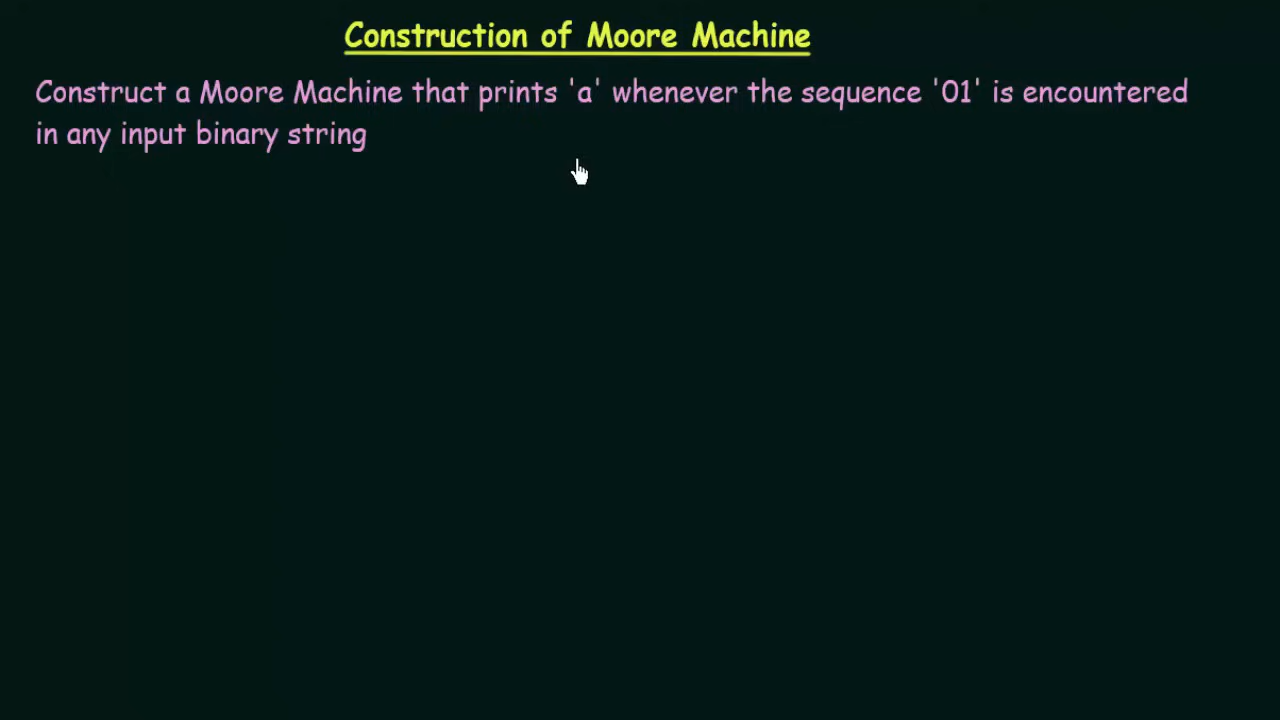 Construction of Moore Machine
Construct a Moore Machine that prints 'a' whenever the sequence '01' is encountered
in any input binary string